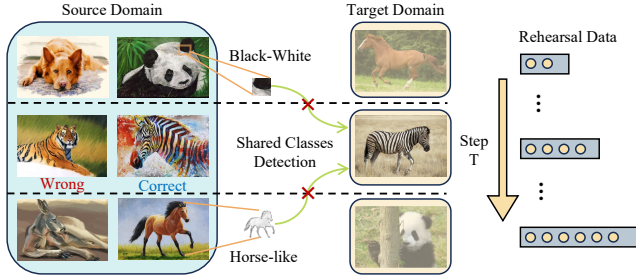 Source Domain
Target Domain
Rehearsal Data
Black-White
Shared Classes
Detection
Step
T
Wrong
Correct
Horse-like